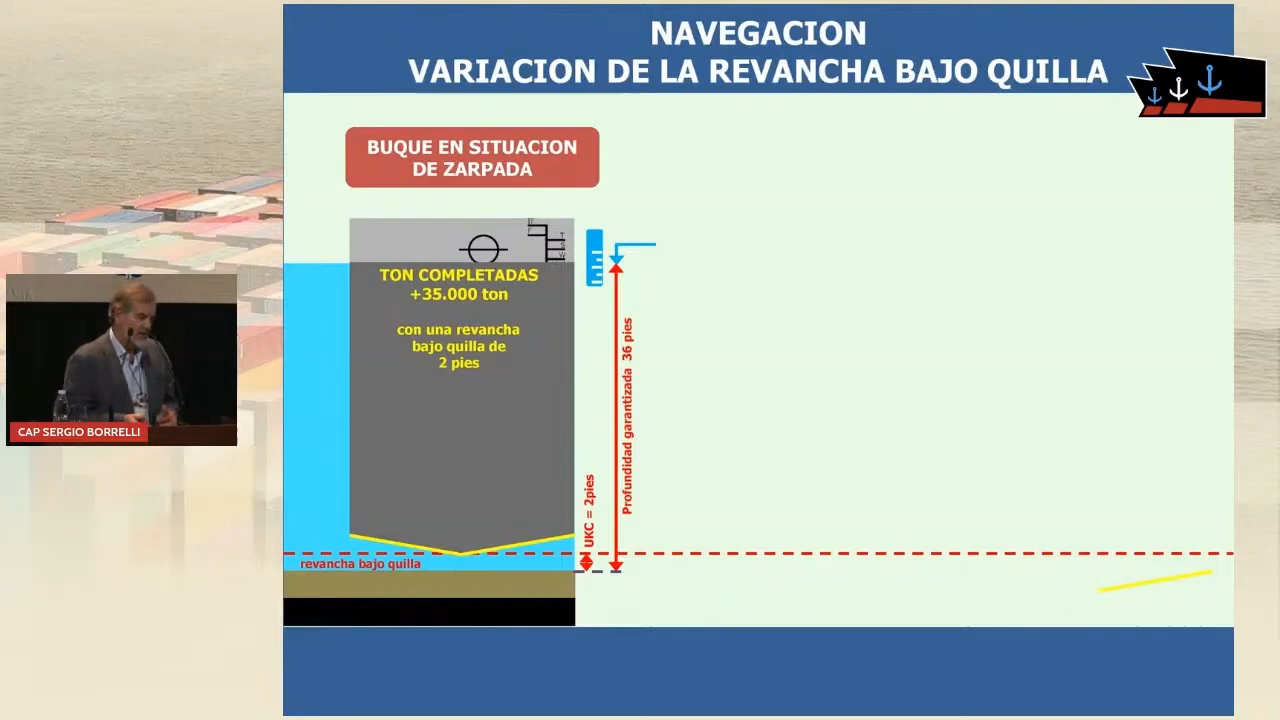 NAVEGACION
VARIACION DE LA REVANCHA BAJO QUILLA
BUQUE EN SITUACION
DE ZARPADA
TON COMPLETADAS
+35.000 ton
con una revancha
bajo quilla de
2 pies
Profundidad garantizada 36 pies
UKC = 2pies
revancha bajo quilla
CAP SERGIO BORRELLI